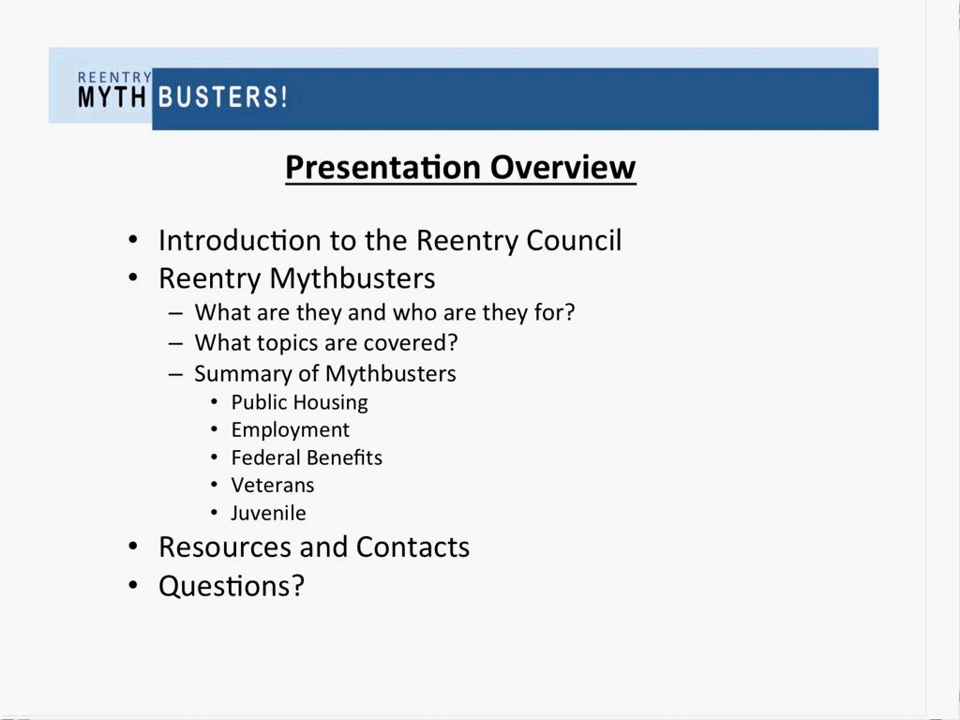 REENTRY
MYTH BUSTERS!
Presentation Overview
• Introduction to the Reentry Council
• Reentry Mythbusters
– What are they and who are they for?
– What topics are covered?
– Summary of Mythbusters
• Public Housing
• Employment
• Federal Benefits
• Veterans
• Juvenile
• Resources and Contacts
• Questions?